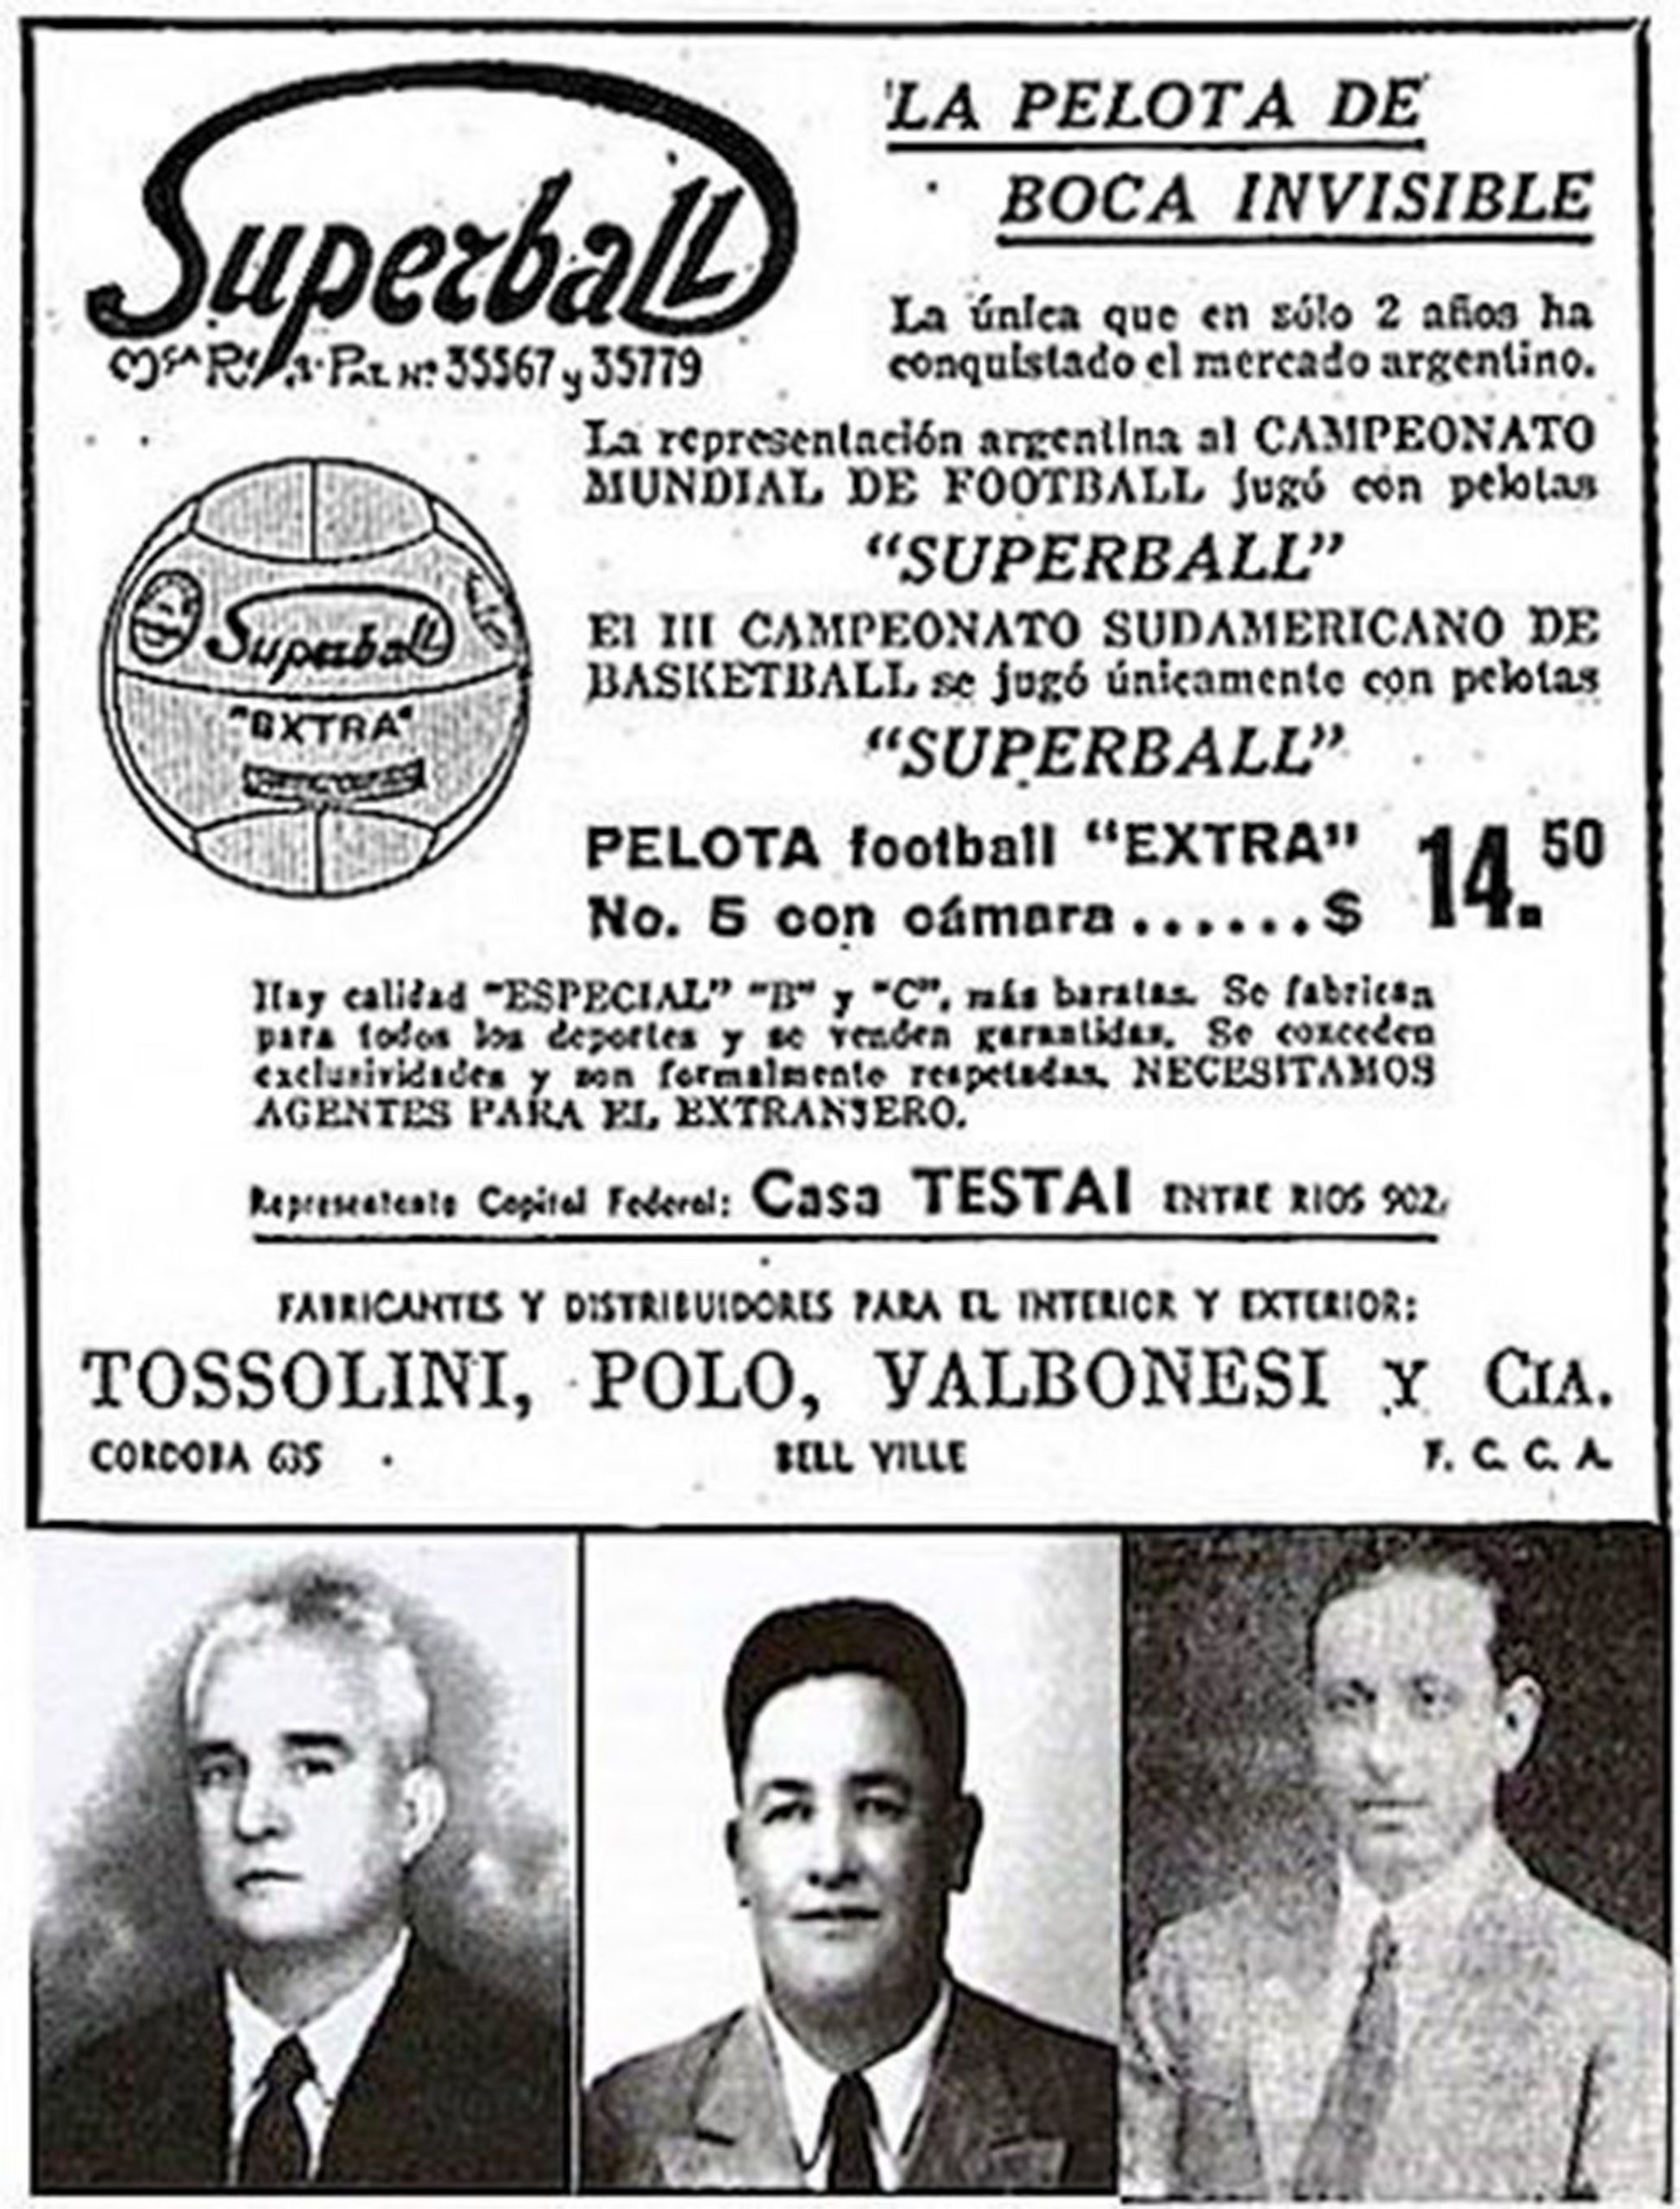 Superball
35567 y 35779
LA PELOTA DE
BOCA INVISIBLE
La única que en sólo 2 años ha
conquistado el mercado argentino.
La representación argentina al CAMPEONATO
MUNDIAL DE FOOTBALL jugó con pelotas
"SUPERBALL"
El III CAMPEONATO SUDAMERICANO DE
BASKETBALL se jugó únicamente con pelotas
"SUPERBALL"
Superball
"EXTRA"
PELOTA football "EXTRA" 14.50
No. 5 con cámara ......$
Hay calidad "ESPECIAL" "B" y "C", más baratas. Se fabrican
para todos los deportes y se venden garantidas. Se conceden
exclusividades y son formalmente respetadas. NECESITAMOS
AGENTES PARA EL EXTRANJERO.
Representante Capital Federal: Casa TESTAI ENTRE RIOS 902,
FABRICANTES Y DISTRIBUIDORES PARA EL INTERIOR Y EXTERIOR:
TOSSOLINI, POLO, VALBONESI Y CIA.
CORDOBA 635 BELL VILLE F. C. C. A.